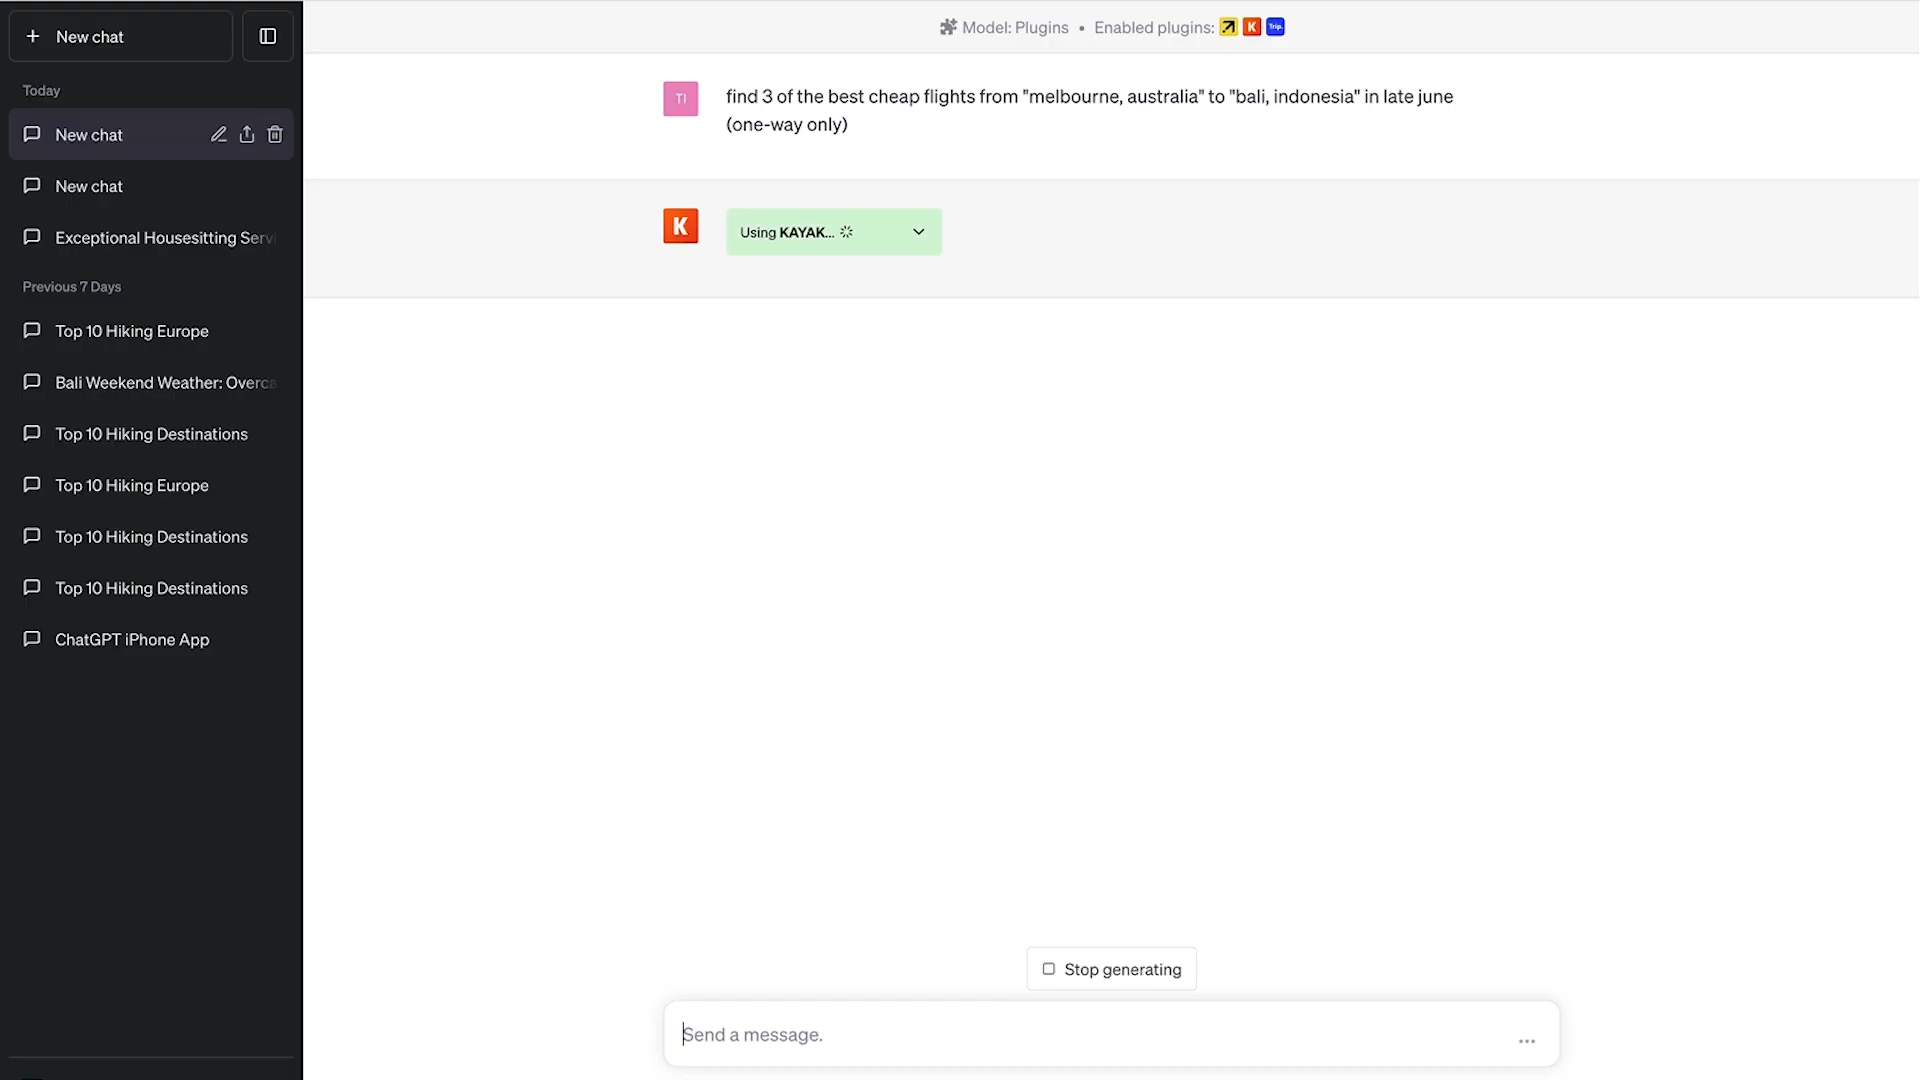 New chat
Today
New chat
New chat
Exceptional Housesitting Servi
Previous 7 Days
Top 10 Hiking Europe
Bali Weekend Weather: Overca
Top 10 Hiking Destinations
Top 10 Hiking Europe
Top 10 Hiking Destinations
Top 10 Hiking Destinations
ChatGPT iPhone App
Model: Plugins • Enabled plugins: K Trip.
TI
find 3 of the best cheap flights from "melbourne, australia" to "bali, indonesia" in late june
(one-way only)
K
Using KAYAK...
Stop generating
Send a message.